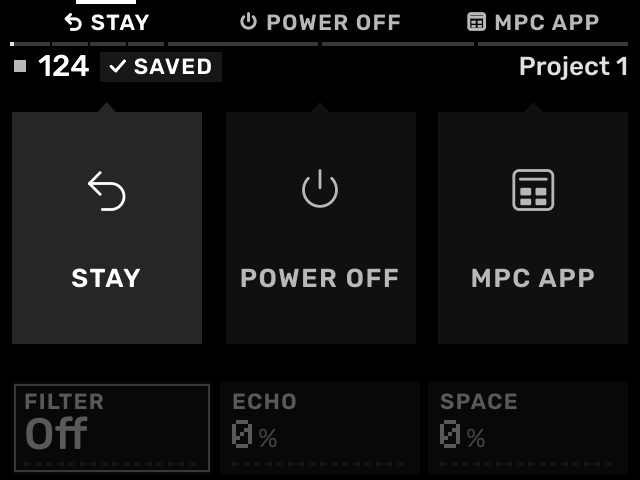 STAY POWER OFF MPC APP
124 SAVED Project 1
STAY POWER OFF MPC APP
FILTER ECHO SPACE
Off 0% 0%